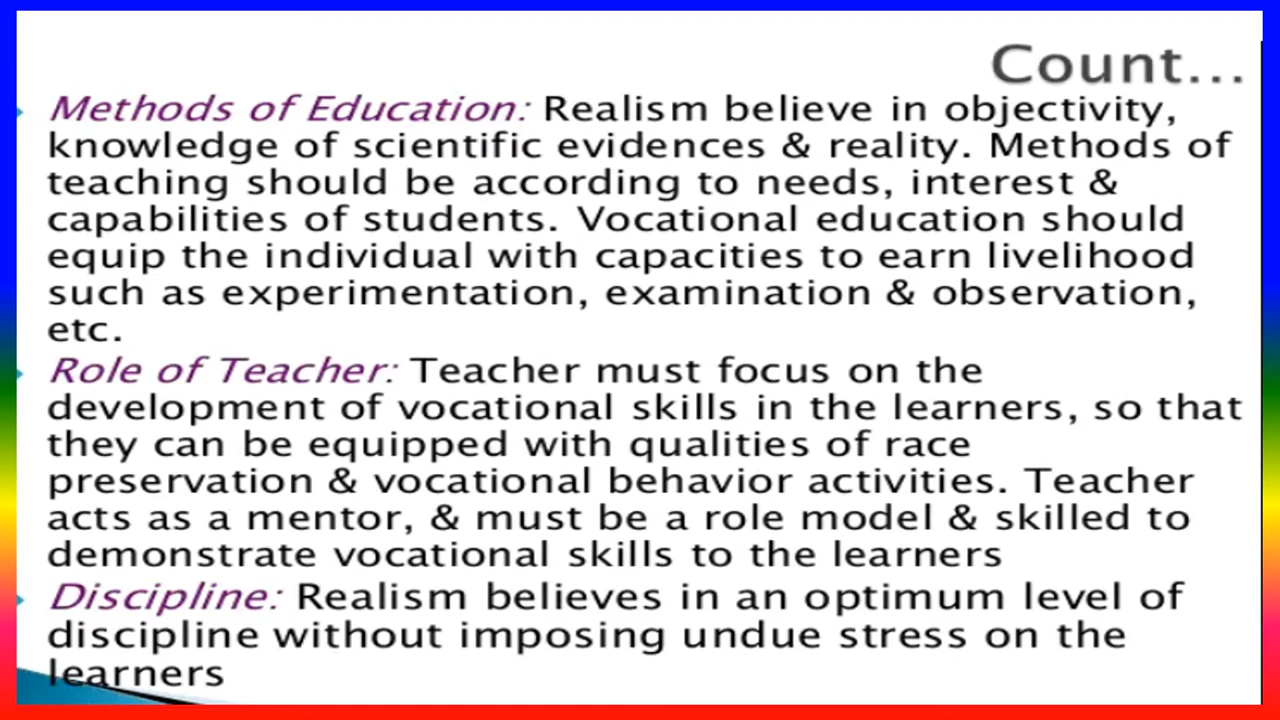 Count...
Methods of Education: Realism believe in objectivity,
knowledge of scientific evidences & reality. Methods of
teaching should be according to needs, interest &
capabilities of students. Vocational education should
equip the individual with capacities to earn livelihood
such as experimentation, examination & observation,
etc.
Role of Teacher: Teacher must focus on the
development of vocational skills in the learners, so that
they can be equipped with qualities of race
preservation & vocational behavior activities. Teacher
acts as a mentor, & must be a role model & skilled to
demonstrate vocational skills to the learners
Discipline: Realism believes in an optimum level of
discipline without imposing undue stress on the
learners